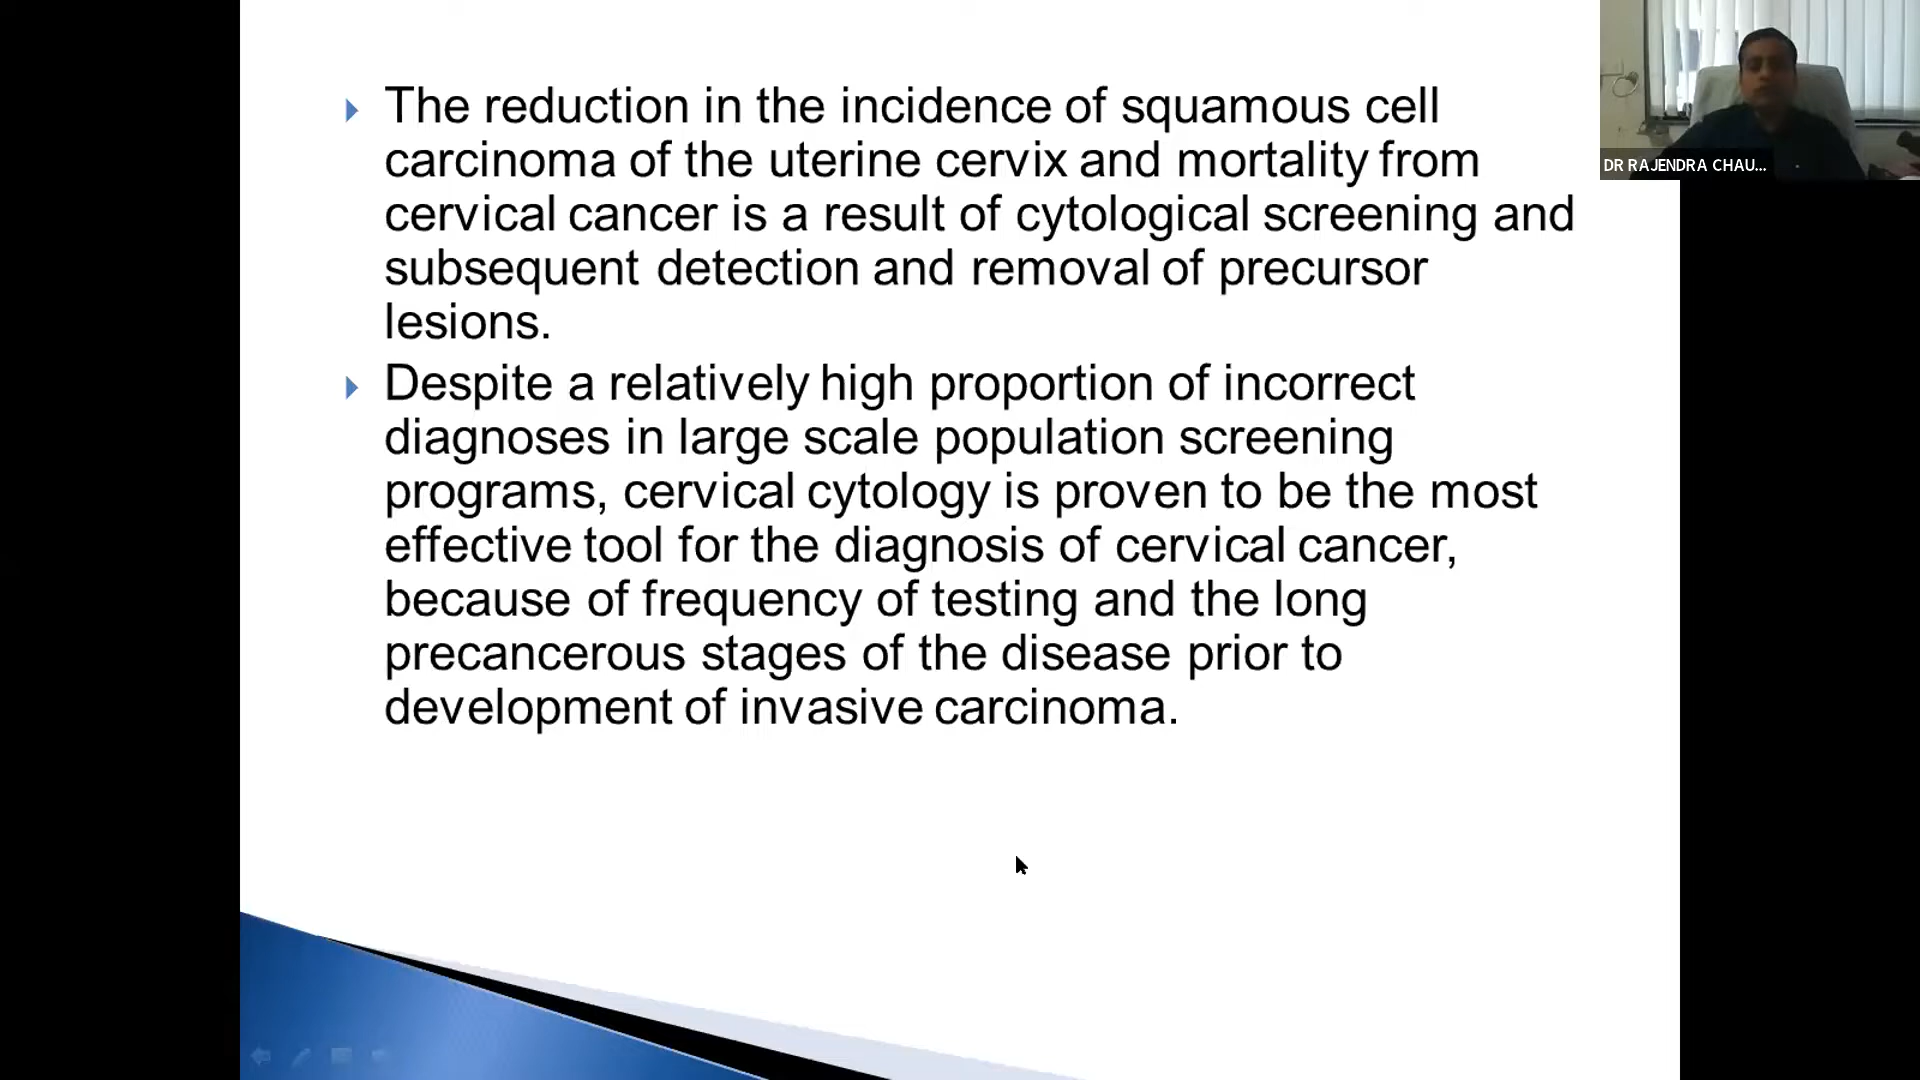 The reduction in the incidence of squamous cell
carcinoma of the uterine cervix and mortality from
cervical cancer is a result of cytological screening and
subsequent detection and removal of precursor
lesions.
Despite a relatively high proportion of incorrect
diagnoses in large scale population screening
programs, cervical cytology is proven to be the most
effective tool for the diagnosis of cervical cancer,
because of frequency of testing and the long
precancerous stages of the disease prior to
development of invasive carcinoma.
DR RAJENDRA CHAU...